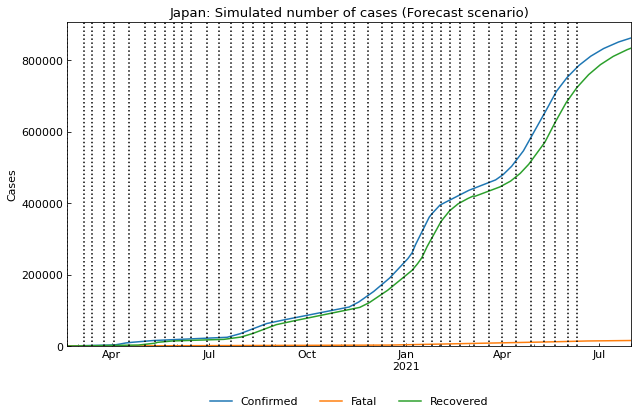 Japan: Simulated number of cases (Forecast scenario)
800000
600000
400000
200000
0
Cases
Apr Jul Oct Jan Apr Jul
2021
Confirmed Fatal Recovered